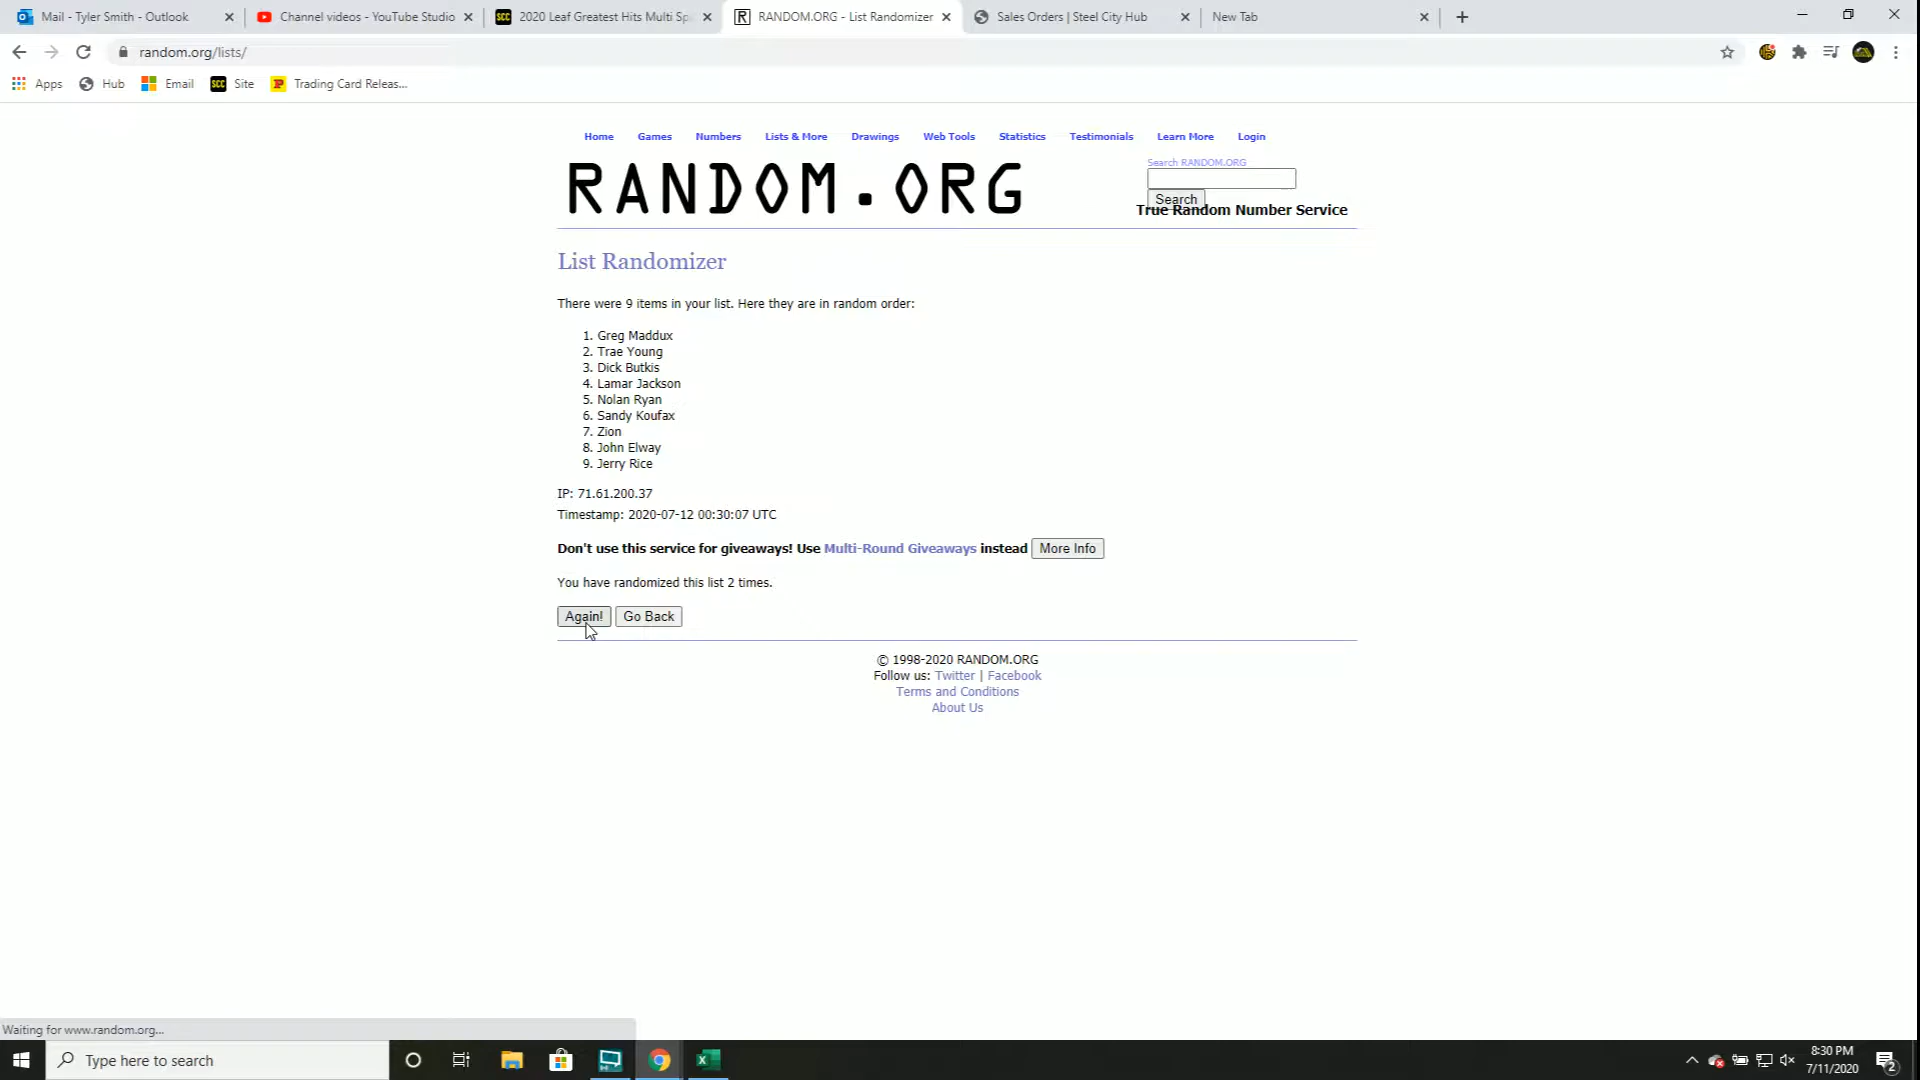 Mail - Tyler Smith - Outlook
Channel videos - YouTube Studio
SCC 2020 Leaf Greatest Hits Multi Sp
R RANDOM.ORG - List Randomizer
Sales Orders | Steel City Hub
New Tab
random.org/lists/
Apps Hub Email SCC Site Trading Card Releas...
Home Games Numbers Lists & More Drawings Web Tools Statistics Testimonials Learn More Login
RANDOM.ORG
Search RANDOM.ORG
Search
True Random Number Service
List Randomizer
There were 9 items in your list. Here they are in random order:
1. Greg Maddux
2. Trae Young
3. Dick Butkis
4. Lamar Jackson
5. Nolan Ryan
6. Sandy Koufax
7. Zion
8. John Elway
9. Jerry Rice
IP: 71.61.200.37
Timestamp: 2020-07-12 00:30:07 UTC
Don't use this service for giveaways! Use Multi-Round Giveaways instead More Info
You have randomized this list 2 times.
Again! Go Back
© 1998-2020 RANDOM.ORG
Follow us: Twitter | Facebook
Terms and Conditions
About Us
Waiting for www.random.org...
Type here to search
8:30 PM
7/11/2020
2